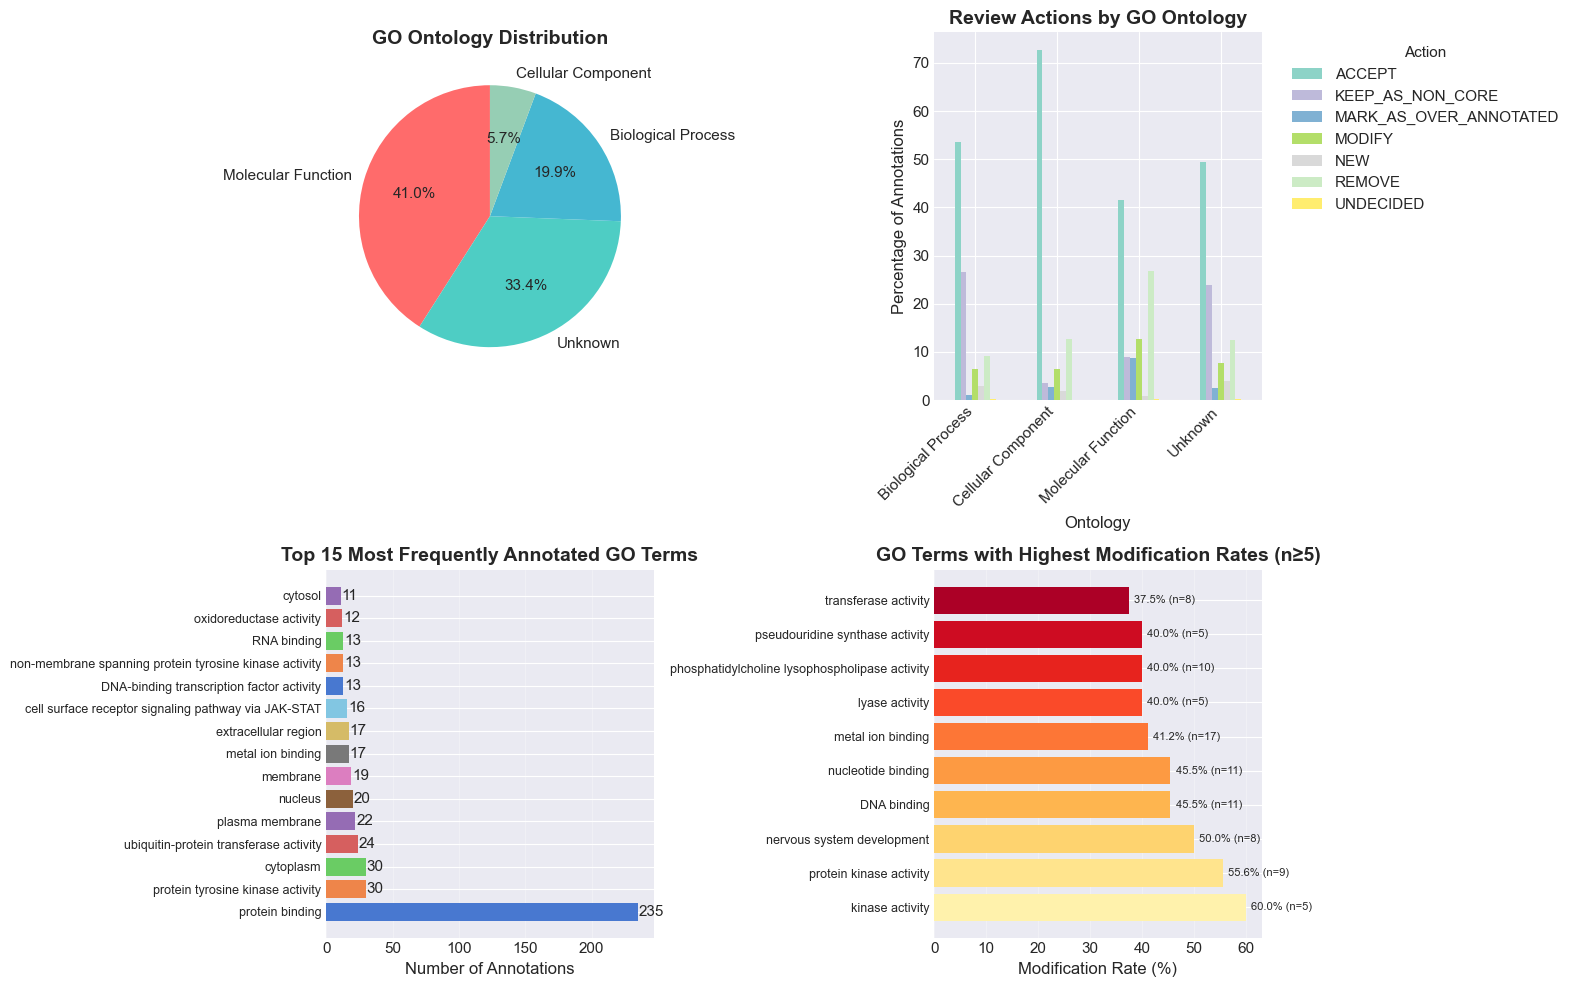 GO Ontology Distribution
Cellular Component
Biological Process
Molecular Function
Unknown
5.7%
19.9%
41.0%
33.4%
Review Actions by GO Ontology
Percentage of Annotations
70
60
50
40
30
20
10
0
Biological Process
Cellular Component
Molecular Function
Unknown
Ontology
Action
ACCEPT
KEEP_AS_NON_CORE
MARK_AS_OVER_ANNOTATED
MODIFY
NEW
REMOVE
UNDECIDED
Top 15 Most Frequently Annotated GO Terms
cytosol 11
oxidoreductase activity 12
RNA binding 13
non-membrane spanning protein tyrosine kinase activity 13
DNA-binding transcription factor activity 13
cell surface receptor signaling pathway via JAK-STAT 16
extracellular region 17
metal ion binding 17
membrane 19
nucleus 20
plasma membrane 22
ubiquitin-protein transferase activity 24
cytoplasm 30
protein tyrosine kinase activity 30
protein binding 235
0 50 100 150 200
Number of Annotations
GO Terms with Highest Modification Rates (n≥5)
transferase activity 37.5% (n=8)
pseudouridine synthase activity 40.0% (n=5)
phosphatidylcholine lysophospholipase activity 40.0% (n=10)
lyase activity 40.0% (n=5)
metal ion binding 41.2% (n=17)
nucleotide binding 45.5% (n=11)
DNA binding 45.5% (n=11)
nervous system development 50.0% (n=8)
protein kinase activity 55.6% (n=9)
kinase activity 60.0% (n=5)
0 10 20 30 40 50 60
Modification Rate (%)